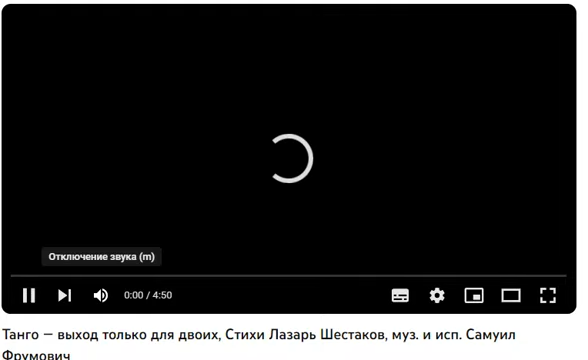 Отключение звука (m)
0:00 / 4:50
Танго — выход только для двоих, Стихи Лазарь Шестаков, муз. и исп. Самуил
Фрумович